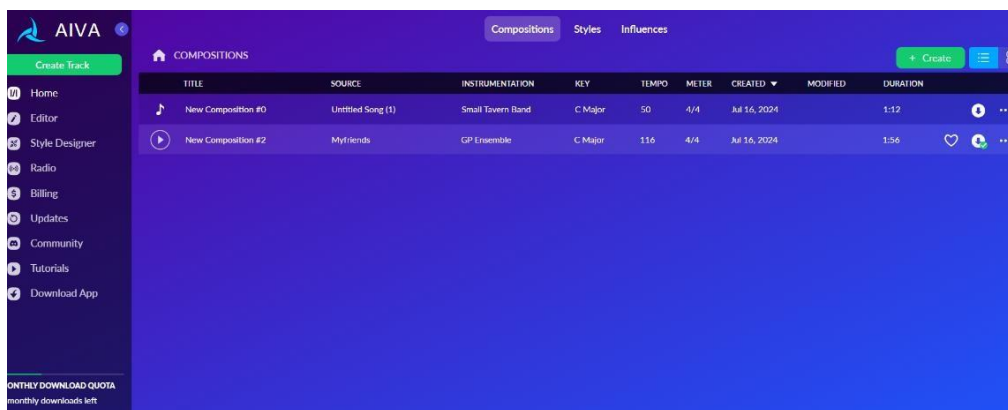 AIVA
Compositions Styles Influences
Create Track
COMPOSITIONS
+ Create
TITLE SOURCE INSTRUMENTATION KEY TEMPO METER CREATED ▼ MODIFIED DURATION
Home
New Composition #0 Untitled Song (1) Small Tavern Band C Major 50 4/4 Jul 16, 2024 1:12
Editor
New Composition #2 Myfriends GP Ensemble C Major 116 4/4 Jul 16, 2024 1:56
Style Designer
Radio
Billing
Updates
Community
Tutorials
Download App
ONTHLY DOWNLOAD QUOTA
monthly downloads left